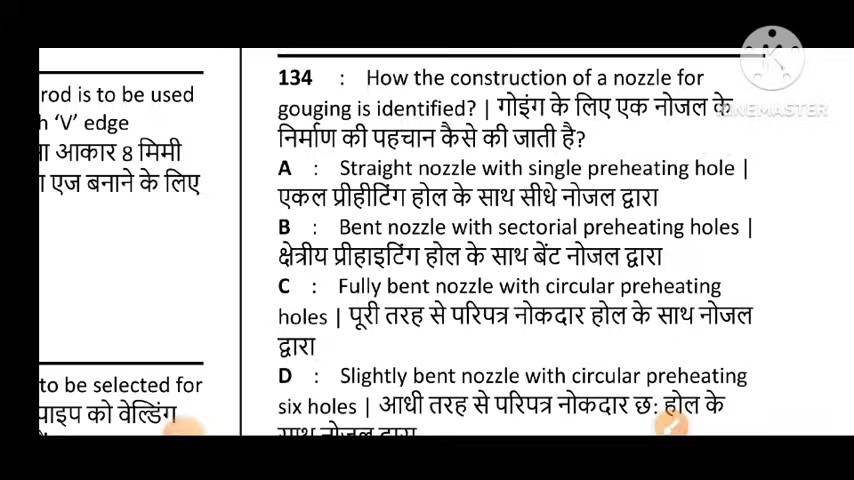 rod is to be used
'V' edge
आकार 8 मिमी
एज बनाने के लिए
to be selected for
पाइप को वेल्डिंग
134 : How the construction of a nozzle for
gouging is identified? | गोइंग के लिए एक नोजल के
निर्माण की पहचान कैसे की जाती है?
A : Straight nozzle with single preheating hole |
एकल प्रीहीटिंग होल के साथ सीधे नोजल द्वारा
B : Bent nozzle with sectorial preheating holes |
क्षेत्रीय प्रीहाइटिंग होल के साथ बेंट नोजल द्वारा
C : Fully bent nozzle with circular preheating
holes | पूरी तरह से परिपत्र नोकदार होल के साथ नोजल
द्वारा
D : Slightly bent nozzle with circular preheating
six holes | आधी तरह से परिपत्र नोकदार छ: होल के
साथ नोजल द्वारा
KINEMASTER